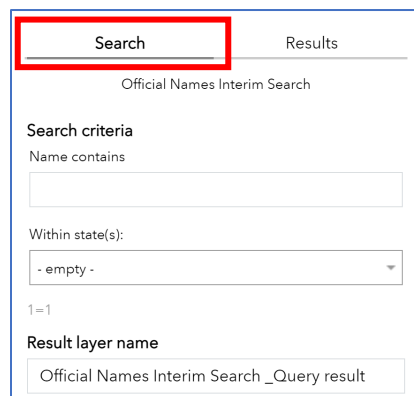 Search Results
Official Names Interim Search
Search criteria
Name contains
Within state(s):
- empty -
1=1
Result layer name
Official Names Interim Search _Query result